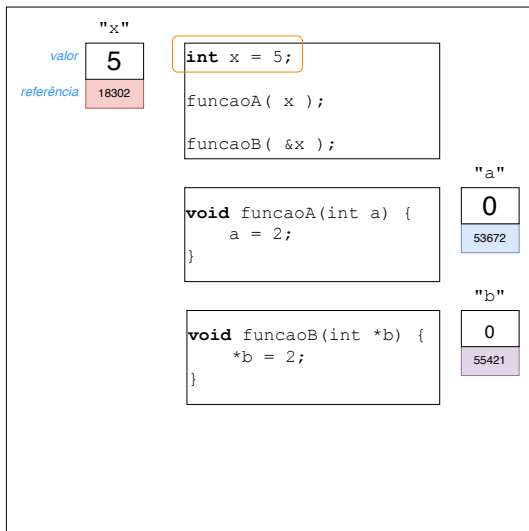 "x"
valor 5
referência 18302
int x = 5;
funcaoA( x );
funcaoB( &x );
void funcaoA(int a) {
    a = 2;
}
"a"
0
53672
void funcaoB(int *b) {
    *b = 2;
}
"b"
0
55421